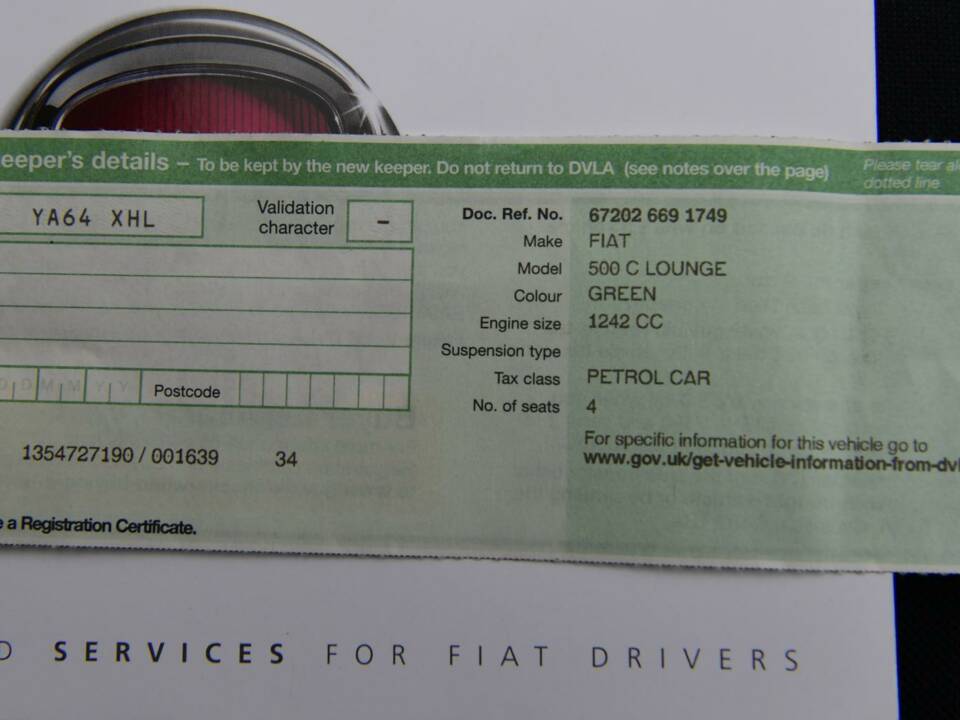 eeper's details – To be kept by the new keeper. Do not return to DVLA (see notes over the page)
Please tear al
dotted line
YA64 XHL
Validation
character
–
Doc. Ref. No. 67202 669 1749
Make FIAT
Model 500 C LOUNGE
Colour GREEN
Engine size 1242 CC
Suspension type
Tax class PETROL CAR
No. of seats 4
D D M M Y Y
Postcode
1354727190 / 001639 34
For specific information for this vehicle go to
www.gov.uk/get-vehicle-information-from-dvl
e a Registration Certificate.
D SERVICES FOR FIAT DRIVERS